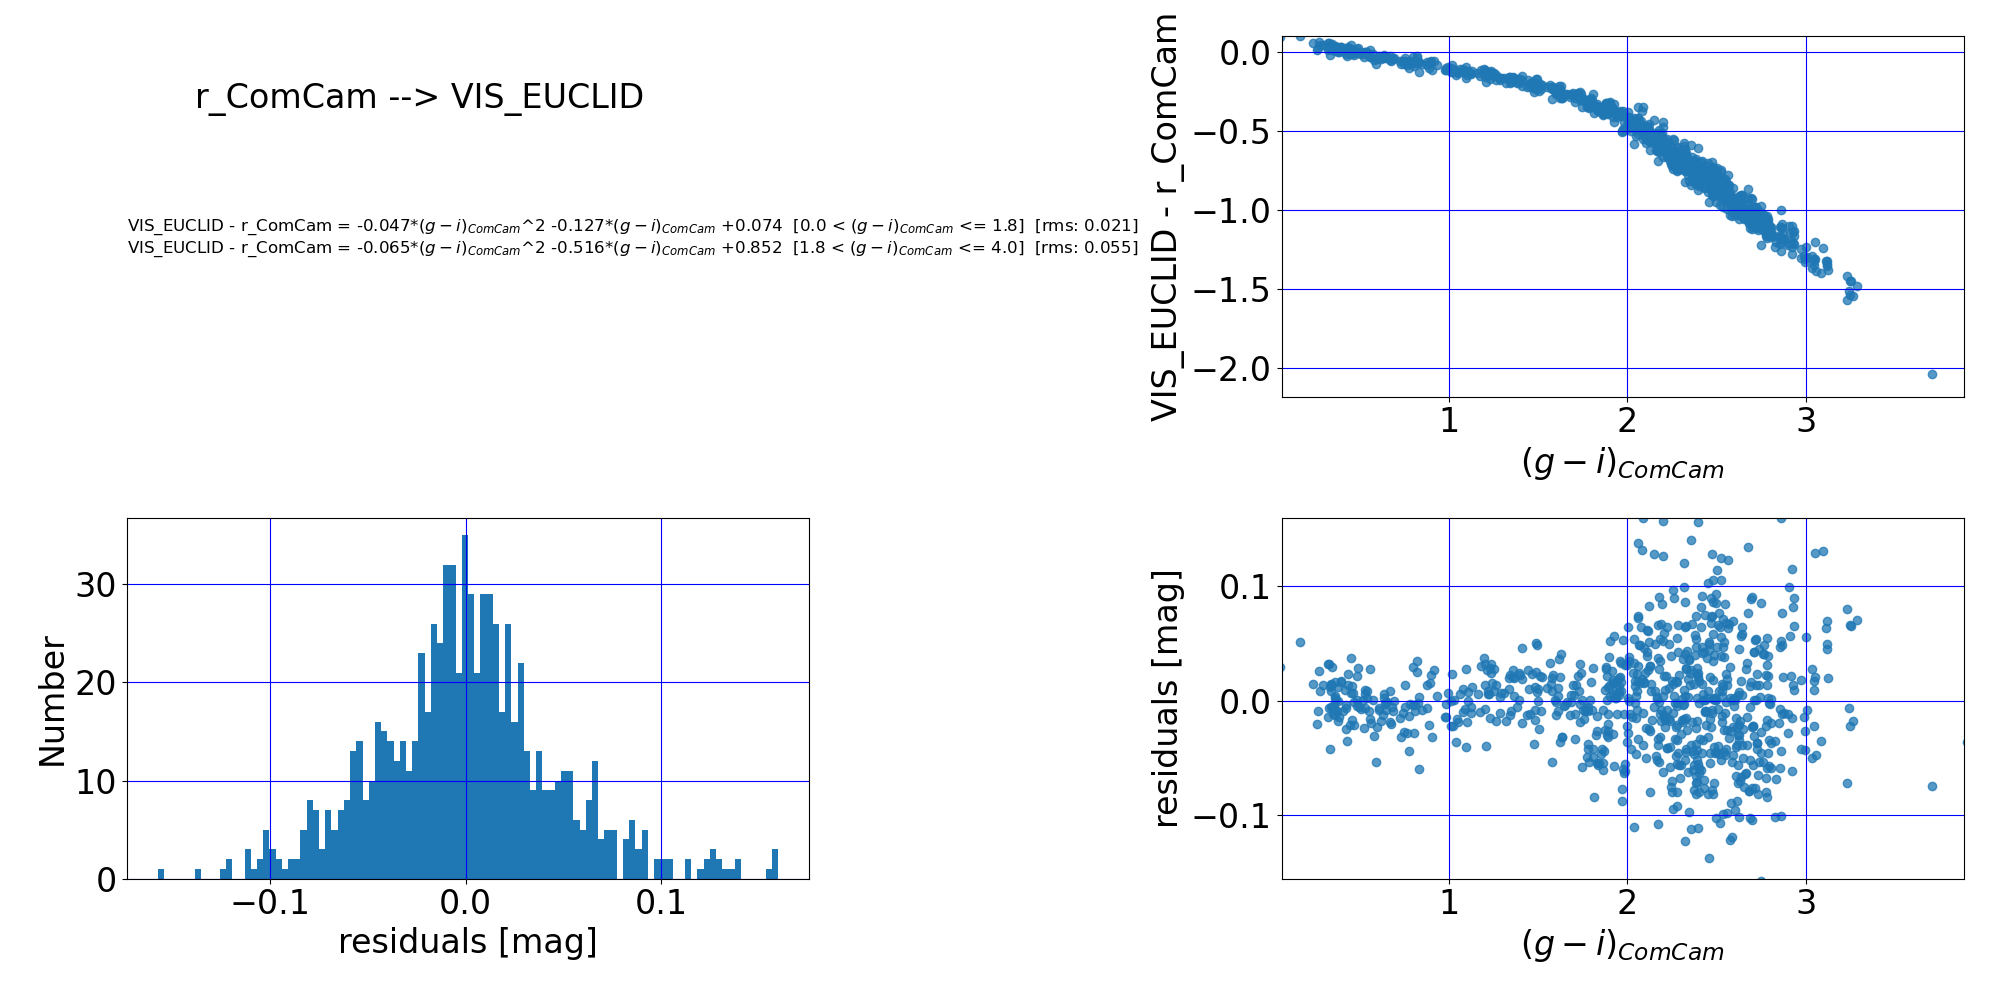 r_ComCam --> VIS_EUCLID
VIS_EUCLID - r_ComCam = -0.047*(g − i)ComCam^2 -0.127*(g − i)ComCam +0.074 [0.0 < (g − i)ComCam <= 1.8] [rms: 0.021]
VIS_EUCLID - r_ComCam = -0.065*(g − i)ComCam^2 -0.516*(g − i)ComCam +0.852 [1.8 < (g − i)ComCam <= 4.0] [rms: 0.055]
VIS_EUCLID - r_ComCam
0.0
−0.5
−1.0
−1.5
−2.0
1 2 3
(g − i)ComCam
Number
30
20
10
0
−0.1 0.0 0.1
residuals [mag]
residuals [mag]
0.1
0.0
−0.1
1 2 3
(g − i)ComCam